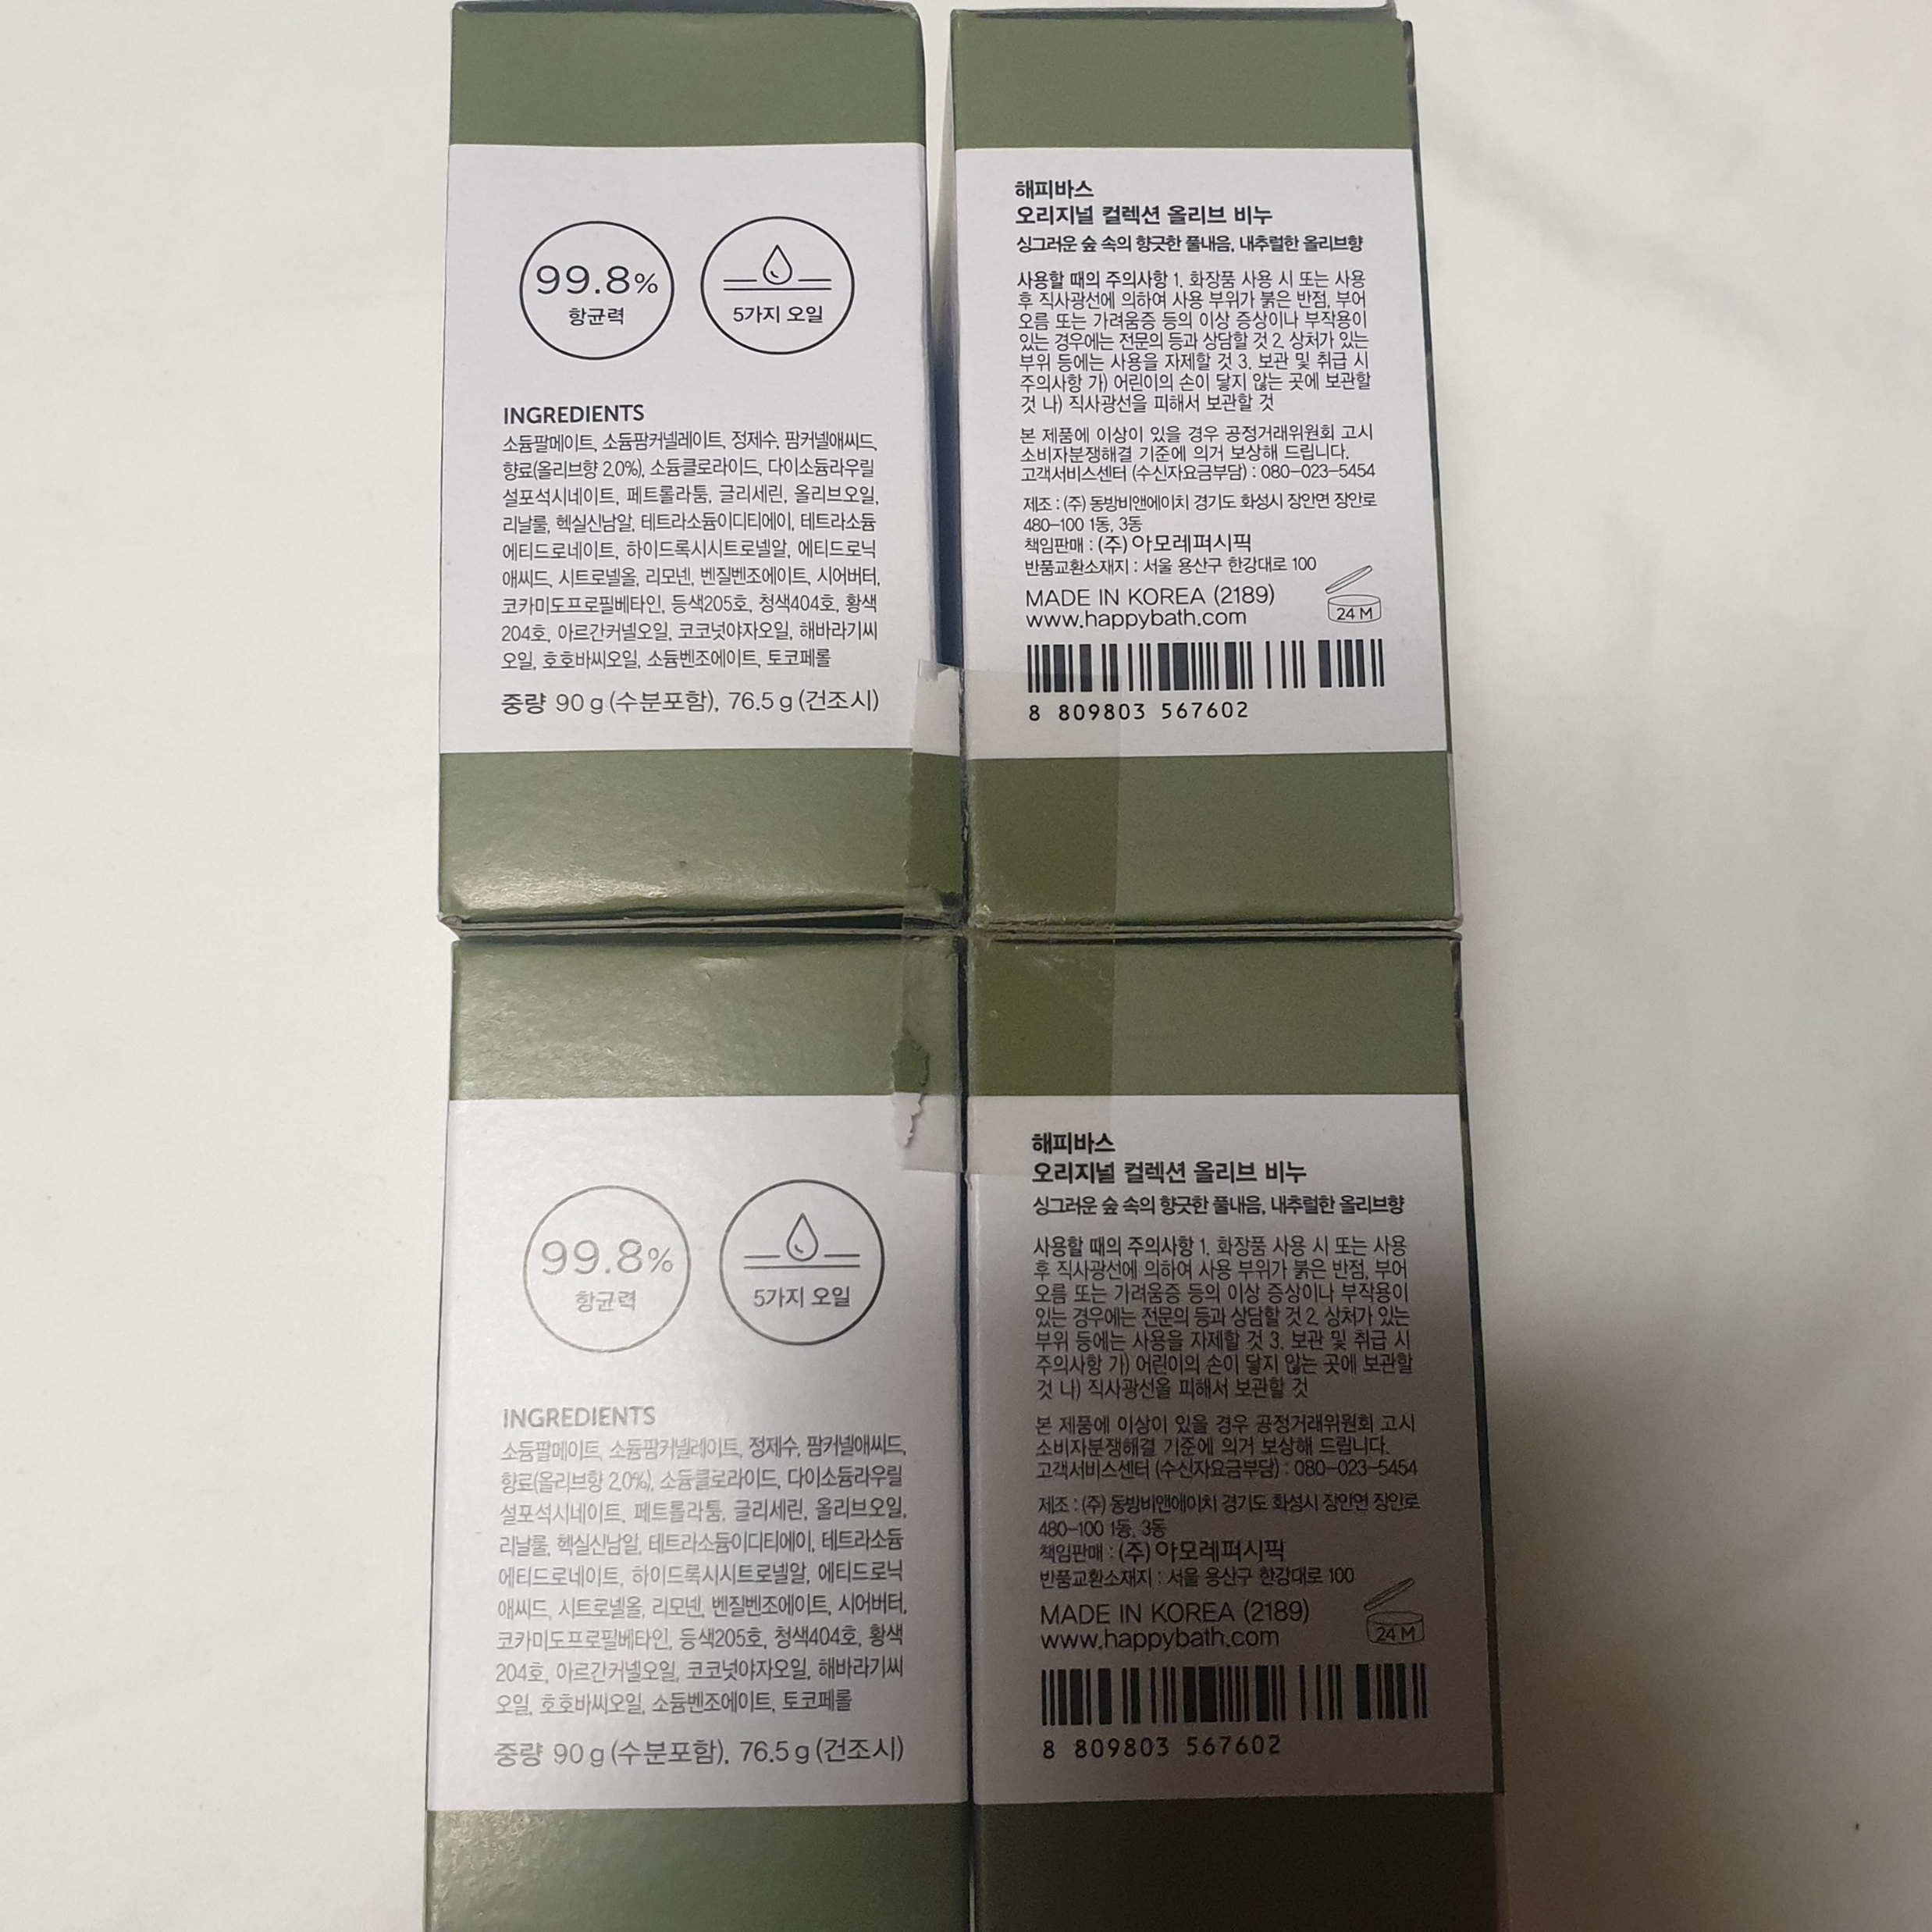 99.8%
항균력
5가지 오일
INGREDIENTS
소듐팔메이트, 소듐팜커넬레이트, 정제수, 팜커넬애씨드,
향료(올리브향 2.0%), 소듐클로라이드, 다이소듐라우릴
설포석시네이트, 페트롤라툼, 글리세린, 올리브오일,
리날룰, 헥실신남알, 테트라소듐이디티에이, 테트라소듐
에티드로네이트, 하이드록시시트로넬알, 에티드로닉
애씨드, 시트로넬올, 리모넨, 벤질벤조에이트, 시어버터,
코카미도프로필베타인, 등색205호, 청색404호, 황색
204호, 아르간커넬오일, 코코넛야자오일, 해바라기씨
오일, 호호바씨오일, 소듐벤조에이트, 토코페롤
중량 90 g (수분포함), 76.5 g (건조시)
해피바스
오리지널 컬렉션 올리브 비누
싱그러운 숲 속의 향긋한 풀내음, 내추럴한 올리브향
사용할 때의 주의사항 1. 화장품 사용 시 또는 사용
후 직사광선에 의하여 사용 부위가 붉은 반점, 부어
오름 또는 가려움증 등의 이상 증상이나 부작용이
있는 경우에는 전문의 등과 상담할 것 2. 상처가 있는
부위 등에는 사용을 자제할 것 3. 보관 및 취급 시
주의사항 가) 어린이의 손이 닿지 않는 곳에 보관할
것 나) 직사광선을 피해서 보관할 것
본 제품에 이상이 있을 경우 공정거래위원회 고시
소비자분쟁해결 기준에 의거 보상해 드립니다.
고객서비스센터 (수신자요금부담) : 080-023-5454
제조 : (주) 동방비앤에이치 경기도 화성시 장안면 장안로
480-100 1동, 3동
책임판매 : (주) 아모레퍼시픽
반품교환소재지 : 서울 용산구 한강대로 100
MADE IN KOREA (2189)
www.happybath.com
24 M
8 809803 567602
99.8%
항균력
5가지 오일
INGREDIENTS
소듐팔메이트, 소듐팜커넬레이트, 정제수, 팜커넬애씨드,
향료(올리브향 2.0%), 소듐클로라이드, 다이소듐라우릴
설포석시네이트, 페트롤라툼, 글리세린, 올리브오일,
리날룰, 헥실신남알, 테트라소듐이디티에이, 테트라소듐
에티드로네이트, 하이드록시시트로넬알, 에티드로닉
애씨드, 시트로넬올, 리모넨, 벤질벤조에이트, 시어버터,
코카미도프로필베타인, 등색205호, 청색404호, 황색
204호, 아르간커넬오일, 코코넛야자오일, 해바라기씨
오일, 호호바씨오일, 소듐벤조에이트, 토코페롤
중량 90 g (수분포함), 76.5 g (건조시)
해피바스
오리지널 컬렉션 올리브 비누
싱그러운 숲 속의 향긋한 풀내음, 내추럴한 올리브향
사용할 때의 주의사항 1. 화장품 사용 시 또는 사용
후 직사광선에 의하여 사용 부위가 붉은 반점, 부어
오름 또는 가려움증 등의 이상 증상이나 부작용이
있는 경우에는 전문의 등과 상담할 것 2. 상처가 있는
부위 등에는 사용을 자제할 것 3. 보관 및 취급 시
주의사항 가) 어린이의 손이 닿지 않는 곳에 보관할
것 나) 직사광선을 피해서 보관할 것
본 제품에 이상이 있을 경우 공정거래위원회 고시
소비자분쟁해결 기준에 의거 보상해 드립니다.
고객서비스센터 (수신자요금부담) : 080-023-5454
제조 : (주) 동방비앤에이치 경기도 화성시 장안면 장안로
480-100 1동, 3동
책임판매 : (주) 아모레퍼시픽
반품교환소재지 : 서울 용산구 한강대로 100
MADE IN KOREA (2189)
www.happybath.com
24 M
8 809803 567602